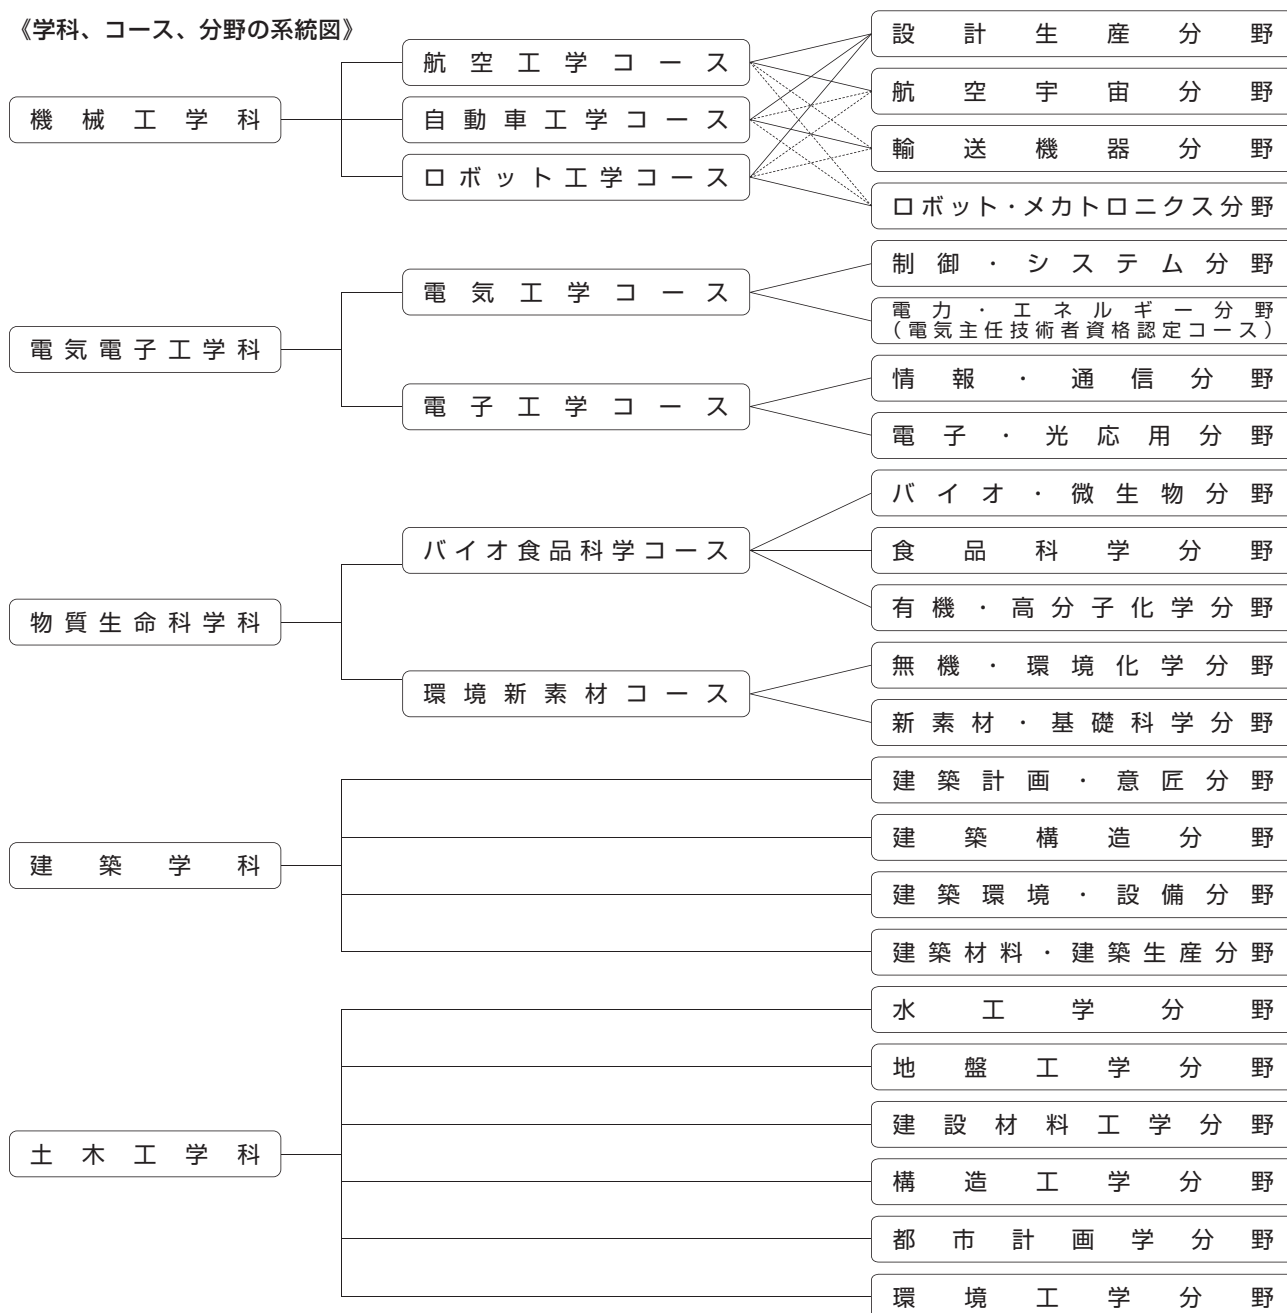 《学科、コース、分野の系統図》
機械工学科
航空工学コース
自動車工学コース
ロボット工学コース
設計生産分野
航空宇宙分野
輸送機器分野
ロボット・メカトロニクス分野
電気電子工学科
電気工学コース
制御・システム分野
電力・エネルギー分野
(電気主任技術者資格認定コース)
電子工学コース
情報・通信分野
電子・光応用分野
物質生命科学科
バイオ食品科学コース
バイオ・微生物分野
食品科学分野
有機・高分子化学分野
環境新素材コース
無機・環境化学分野
新素材・基礎科学分野
建築学科
建築計画・意匠分野
建築構造分野
建築環境・設備分野
建築材料・建築生産分野
土木工学科
水工学分野
地盤工学分野
建設材料工学分野
構造工学分野
都市計画学分野
環境工学分野